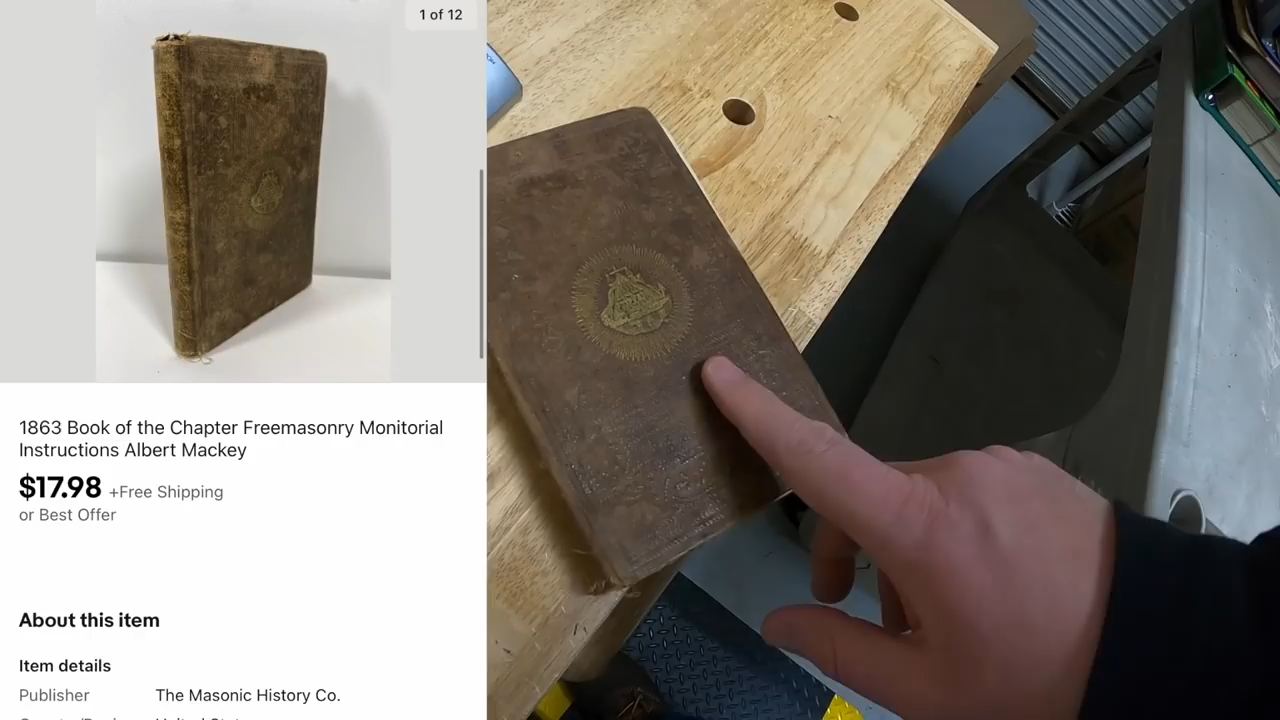 1 of 12
1863 Book of the Chapter Freemasonry Monitorial
Instructions Albert Mackey
$17.98 +Free Shipping
or Best Offer
About this item
Item details
Publisher The Masonic History Co.